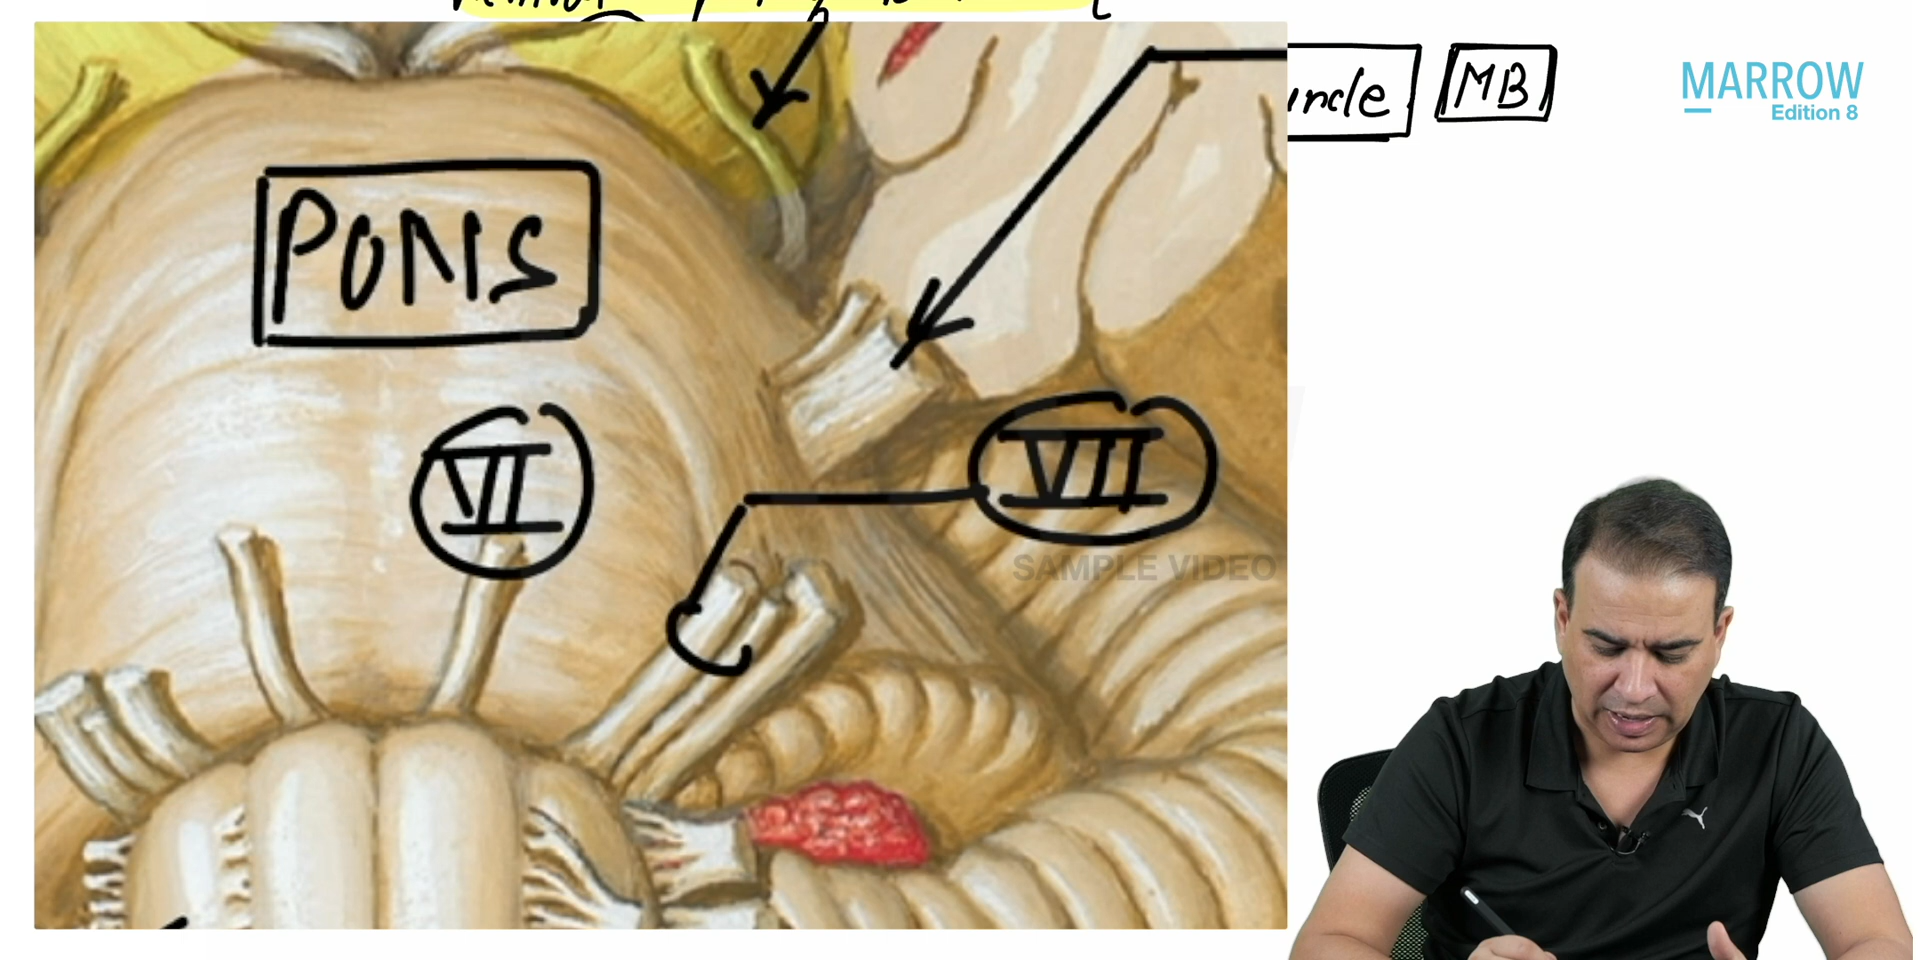 uncle MB
MARROW
Edition 8
PONS
VI
VII
SAMPLE VIDEO